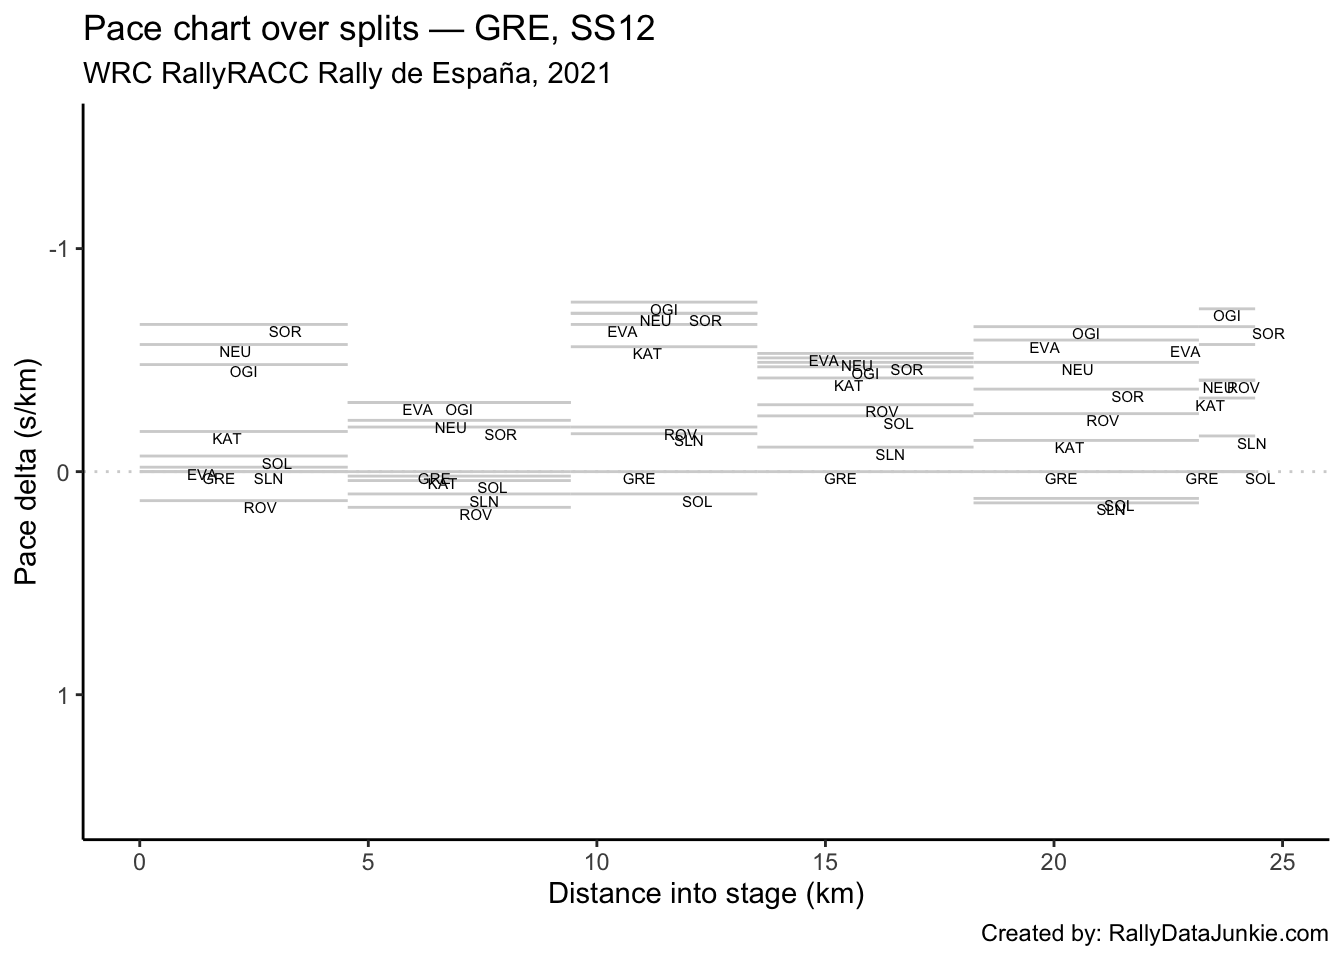 Pace chart over splits — GRE, SS12
WRC RallyRACC Rally de España, 2021
Pace delta (s/km)
-1
0
1
SOR
NEU
OGI
KAT
SOL
EVA
GRE
SLN
ROV
EVA
OGI
NEU
SOR
GRE
KAT
SOL
SLN
ROV
OGI
NEU
SOR
EVA
KAT
ROV
SLN
GRE
SOL
EVA
NEU
SOR
OGI
KAT
ROV
SOL
SLN
GRE
OGI
EVA
NEU
SOR
ROV
KAT
GRE
SOL
SLN
OGI
SOR
EVA
NEU
ROV
KAT
SLN
GRE
SOL
0 5 10 15 20 25
Distance into stage (km)
Created by: RallyDataJunkie.com